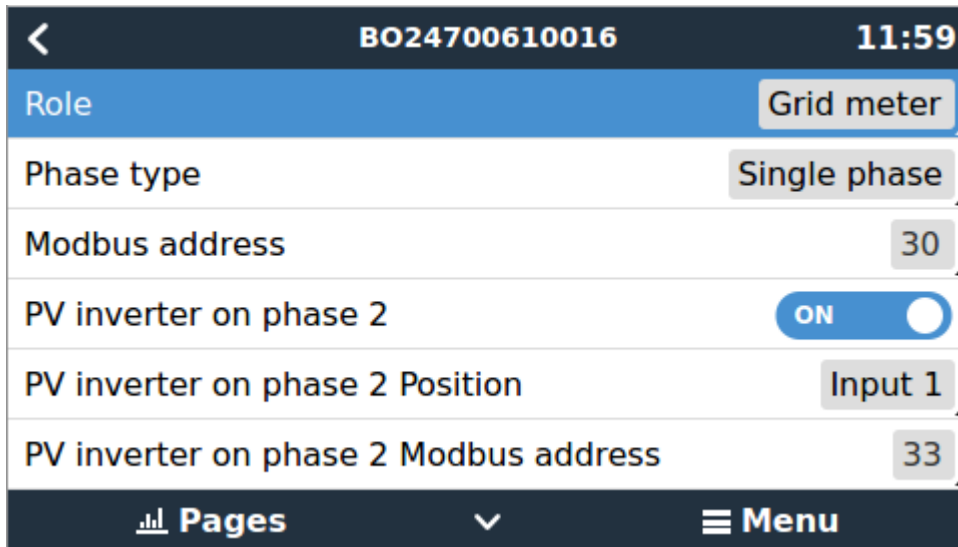 BO24700610016 11:59
Role Grid meter
Phase type Single phase
Modbus address 30
PV inverter on phase 2 ON
PV inverter on phase 2 Position Input 1
PV inverter on phase 2 Modbus address 33
Pages Menu